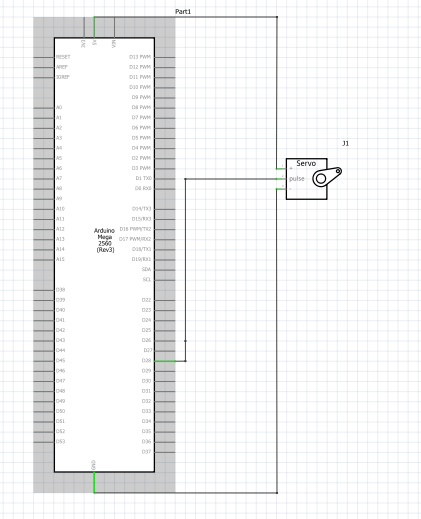 Part1
3V3
5V
VIN
RESET
AREF
IOREF
A0
A1
A2
A3
A4
A5
A6
A7
A8
A9
A10
A11
A12
A13
A14
A15
D38
D39
D40
D41
D42
D43
D44
D45
D46
D47
D48
D49
D50
D51
D52
D53
Arduino
Mega
2560
(Rev3)
D13 PWM
D12 PWM
D11 PWM
D10 PWM
D9 PWM
D8 PWM
D7 PWM
D6 PWM
D5 PWM
D4 PWM
D2 PWM
D3 PWM
D1 TX0
D0 RX0
D14/TX3
D15/RX3
D16 PWM/TX2
D17 PWM/RX2
D18/TX1
D19/RX1
SDA
SCL
D22
D23
D24
D25
D26
D27
D28
D29
D30
D31
D32
D33
D34
D35
D36
D37
GND
J1
Servo
+
pulse
-